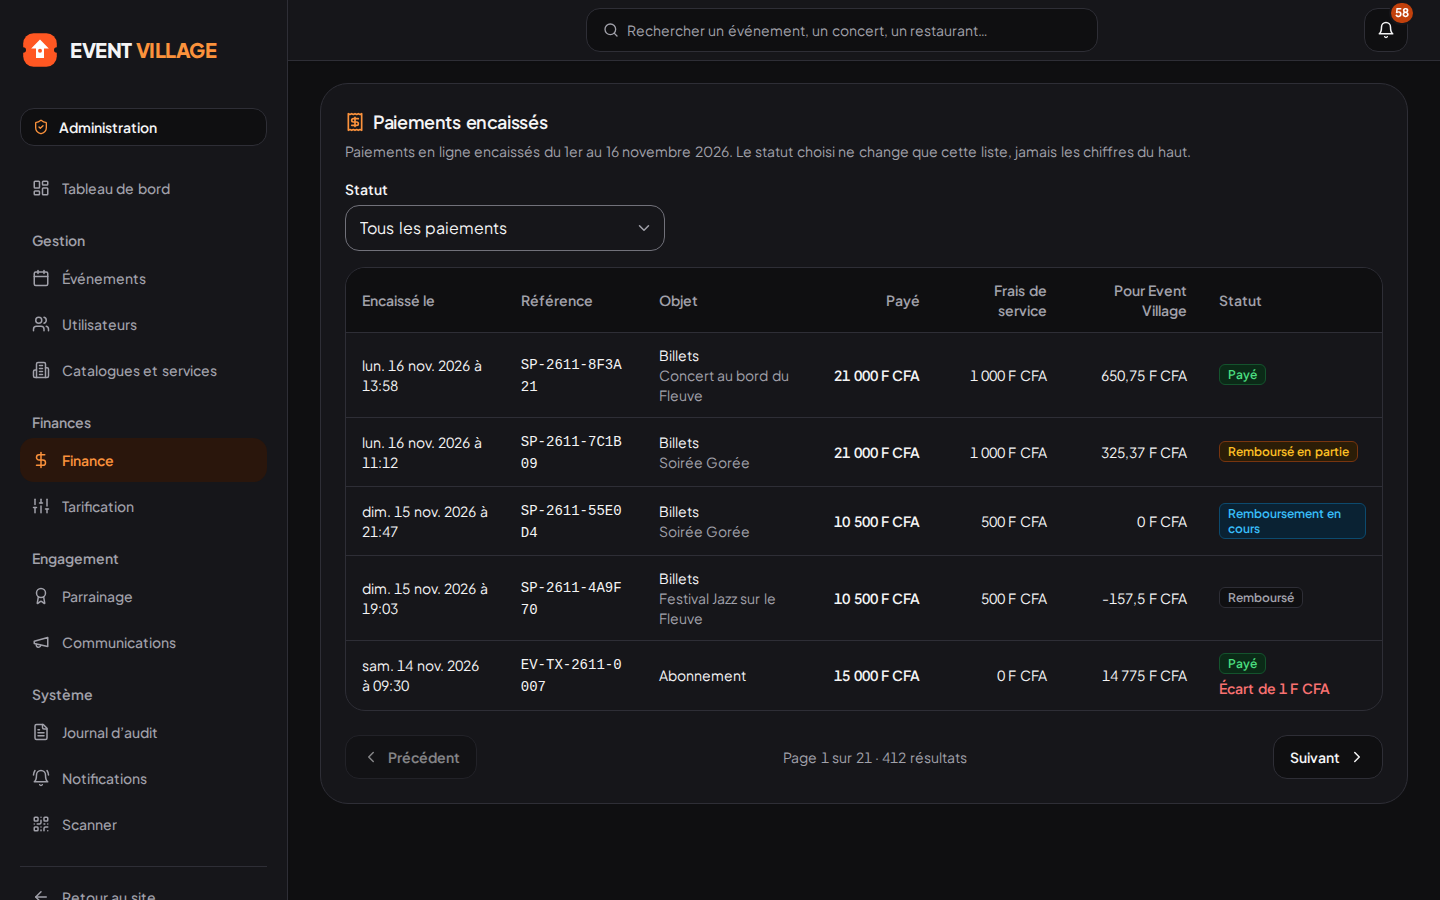 EVENT VILLAGE
Rechercher un événement, un concert, un restaurant…
58
Administration
Tableau de bord
Gestion
Événements
Utilisateurs
Catalogues et services
Finances
Finance
Tarification
Engagement
Parrainage
Communications
Système
Journal d’audit
Notifications
Scanner
Retour au site
Paiements encaissés
Paiements en ligne encaissés du 1er au 16 novembre 2026. Le statut choisi ne change que cette liste, jamais les chiffres du haut.
Statut
Tous les paiements
Encaissé le
Référence
Objet
Payé
Frais de
service
Pour Event
Village
Statut
lun. 16 nov. 2026 à
13:58
SP-2611-8F3A
21
Billets
Concert au bord du
Fleuve
21 000 F CFA
1 000 F CFA
650,75 F CFA
Payé
lun. 16 nov. 2026 à
11:12
SP-2611-7C1B
09
Billets
Soirée Gorée
21 000 F CFA
1 000 F CFA
325,37 F CFA
Remboursé en partie
dim. 15 nov. 2026 à
21:47
SP-2611-55E0
D4
Billets
Soirée Gorée
10 500 F CFA
500 F CFA
0 F CFA
Remboursement en
cours
dim. 15 nov. 2026 à
19:03
SP-2611-4A9F
70
Billets
Festival Jazz sur le
Fleuve
10 500 F CFA
500 F CFA
-157,5 F CFA
Remboursé
sam. 14 nov. 2026
à 09:30
EV-TX-2611-0
007
Abonnement
15 000 F CFA
0 F CFA
14 775 F CFA
Payé
Écart de 1 F CFA
Précédent
Page 1 sur 21 · 412 résultats
Suivant